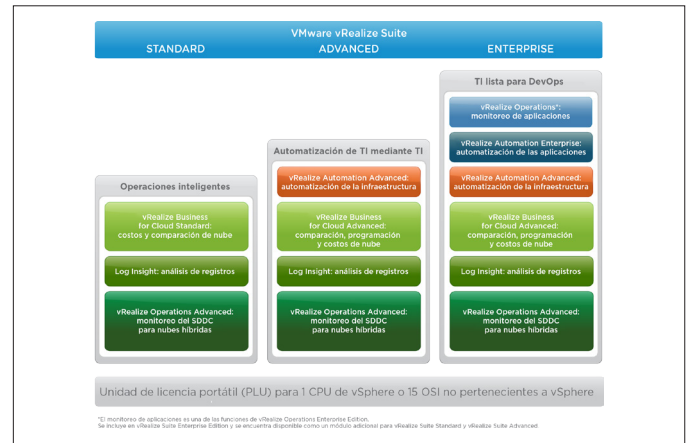 VMware vRealize Suite
STANDARD
ADVANCED
ENTERPRISE
Operaciones inteligentes
vRealize Business
for Cloud Standard:
costos y comparación de nube
Log Insight: análisis de registros
vRealize Operations Advanced:
monitoreo del SDDC
para nubes híbridas
Automatización de TI mediante TI
vRealize Automation Advanced:
automatización de la infraestructura
vRealize Business
for Cloud Advanced:
comparación, programación
y costos de nube
Log Insight: análisis de registros
vRealize Operations Advanced:
monitoreo del SDDC
para nubes híbridas
TI lista para DevOps
vRealize Operations*:
monitoreo de aplicaciones
vRealize Automation Enterprise:
automatización de las aplicaciones
vRealize Automation Advanced:
automatización de la infraestructura
vRealize Business
for Cloud Advanced:
comparación, programación
y costos de nube
Log Insight: análisis de registros
vRealize Operations Advanced:
monitoreo del SDDC
para nubes híbridas
Unidad de licencia portátil (PLU) para 1 CPU de vSphere o 15 OSI no pertenecientes a vSphere
*El monitoreo de aplicaciones es una de las funciones de vRealize Operations Enterprise Edition.
Se incluye en vRealize Suite Enterprise Edition y se encuentra disponible como un módulo adicional para vRealize Suite Standard y vRealize Suite Advanced.